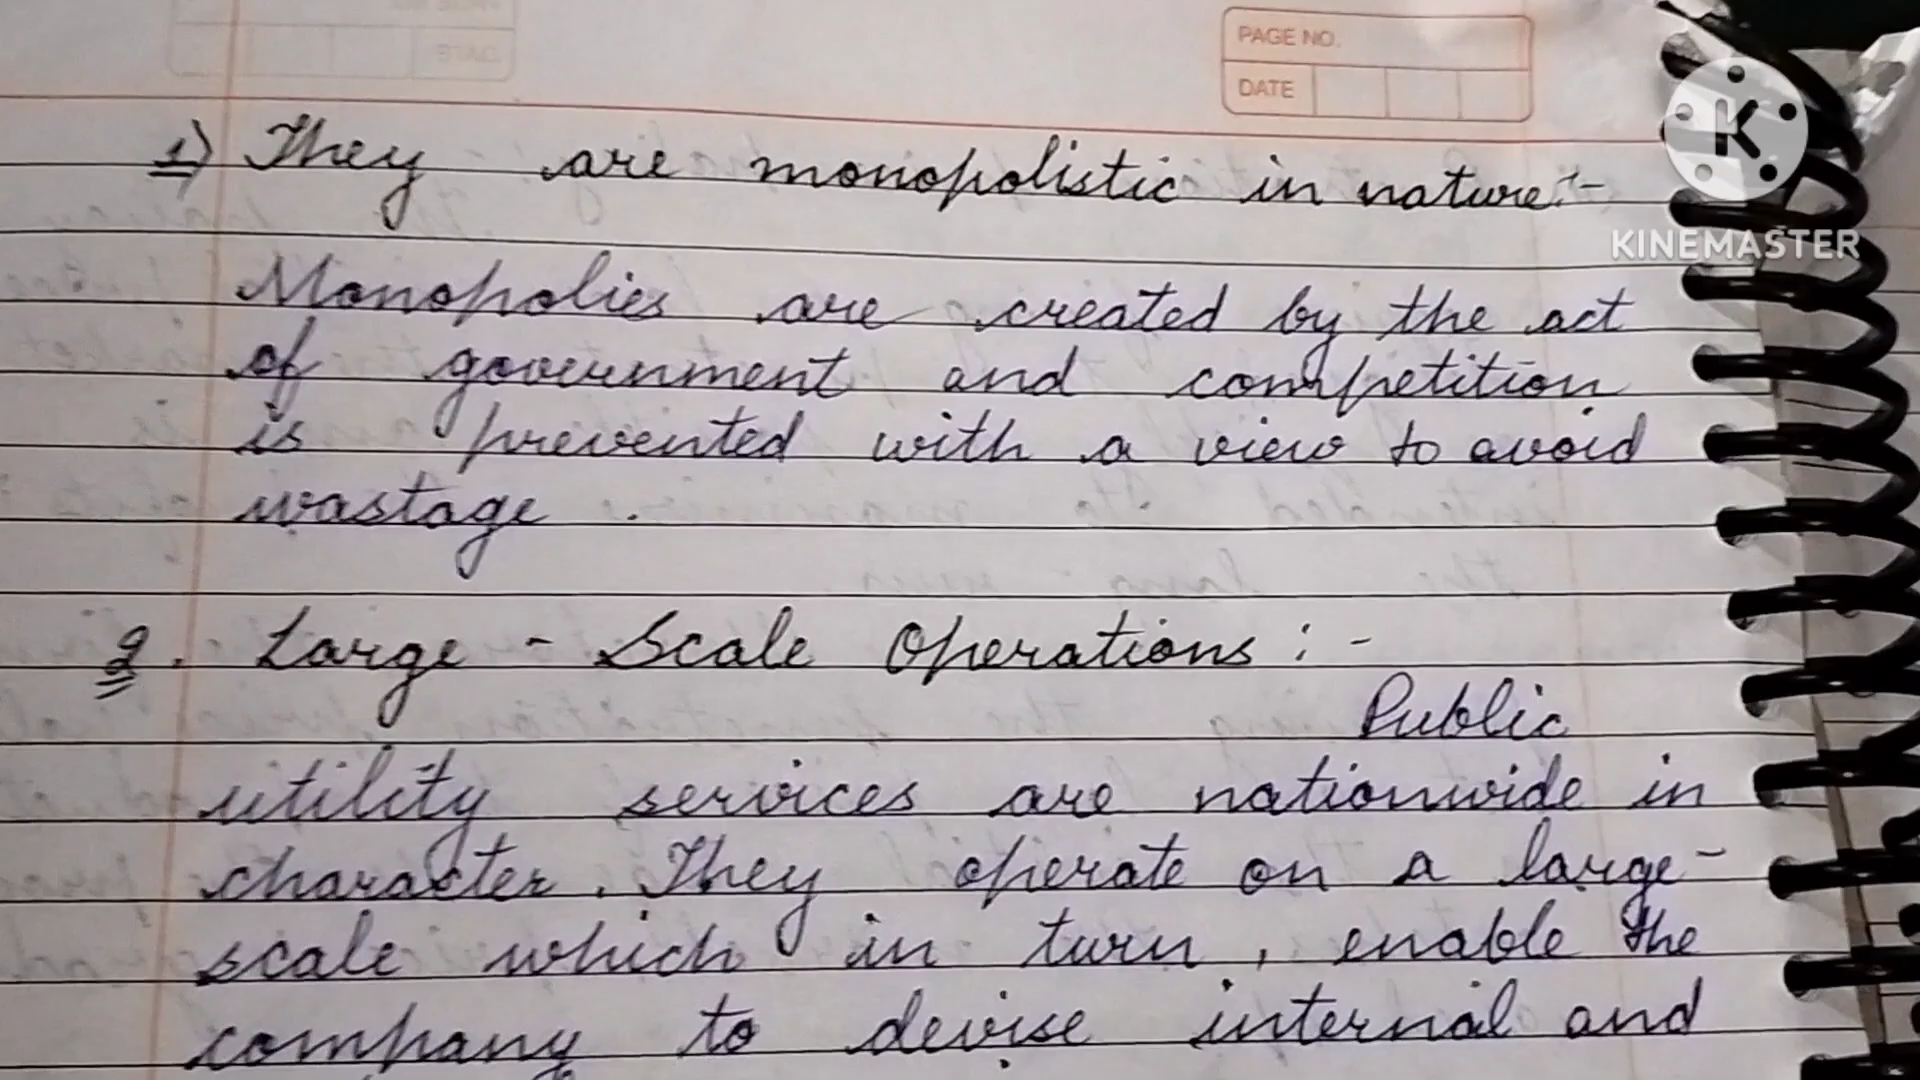 PAGE NO.
DATE
1) They are monopolistic in nature:-
Monopolies are created by the act
of government and competition
is prevented with a view to avoid
wastage.
2. Large - Scale Operations : -
Public
utility services are nationwide in
character. They operate on a large-
scale which in turn, enable the
company to devise internal and
K
KINEMASTER